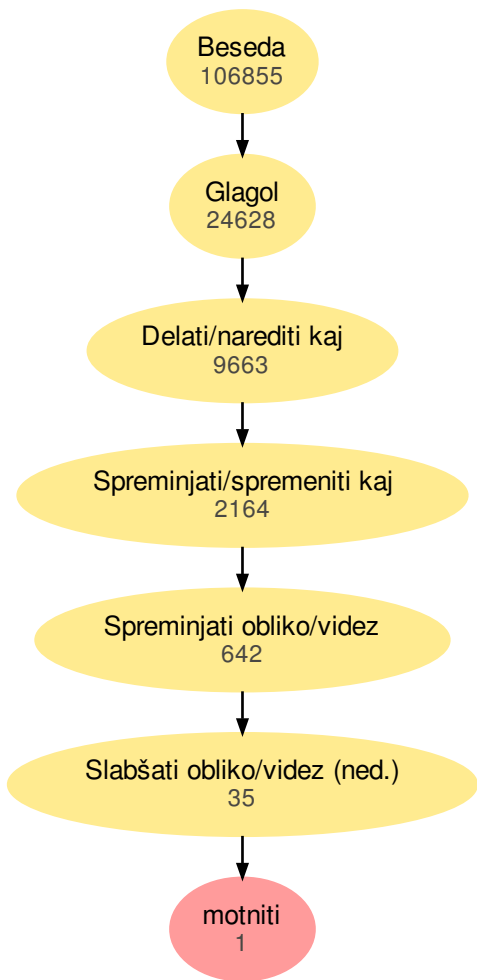 Beseda
106855
Glagol
24628
Delati/narediti kaj
9663
Spreminjati/spremeniti kaj
2164
Spreminjati obliko/videz
642
Slabšati obliko/videz (ned.)
35
motniti
1